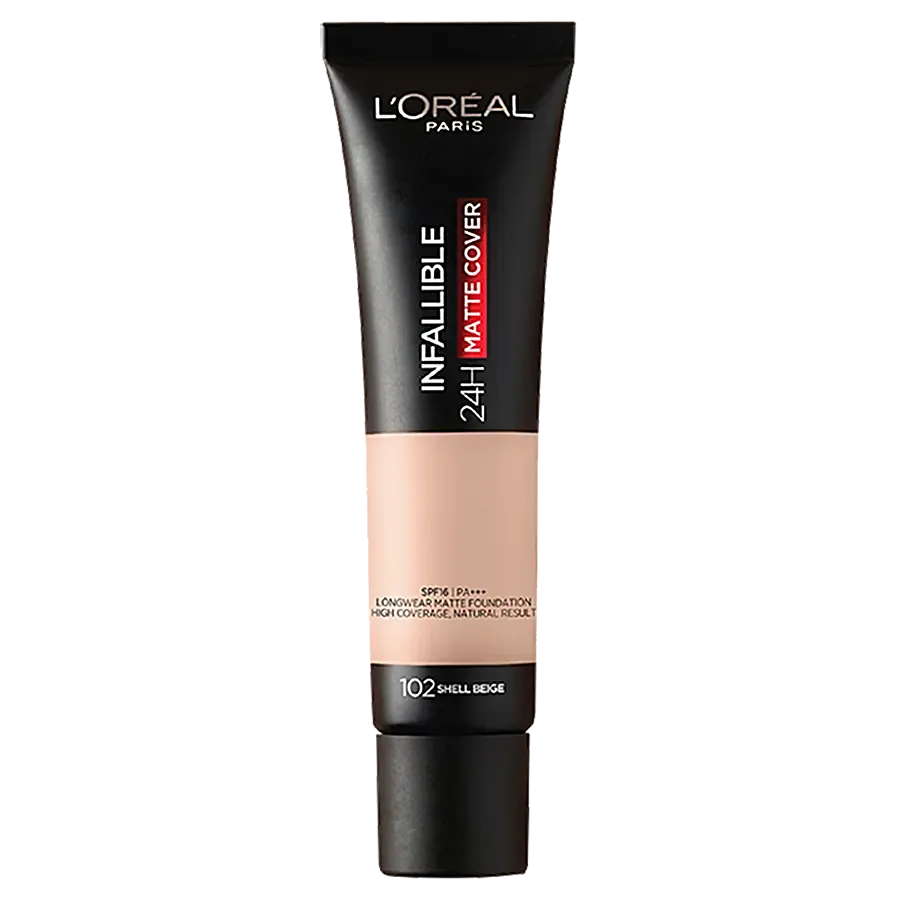 L'ORÉAL
PARIS
INFALLIBLE
24H MATTE COVER
SPF16 | PA+++
LONGWEAR MATTE FOUNDATION
HIGH COVERAGE, NATURAL RESULT
102 SHELL BEIGE